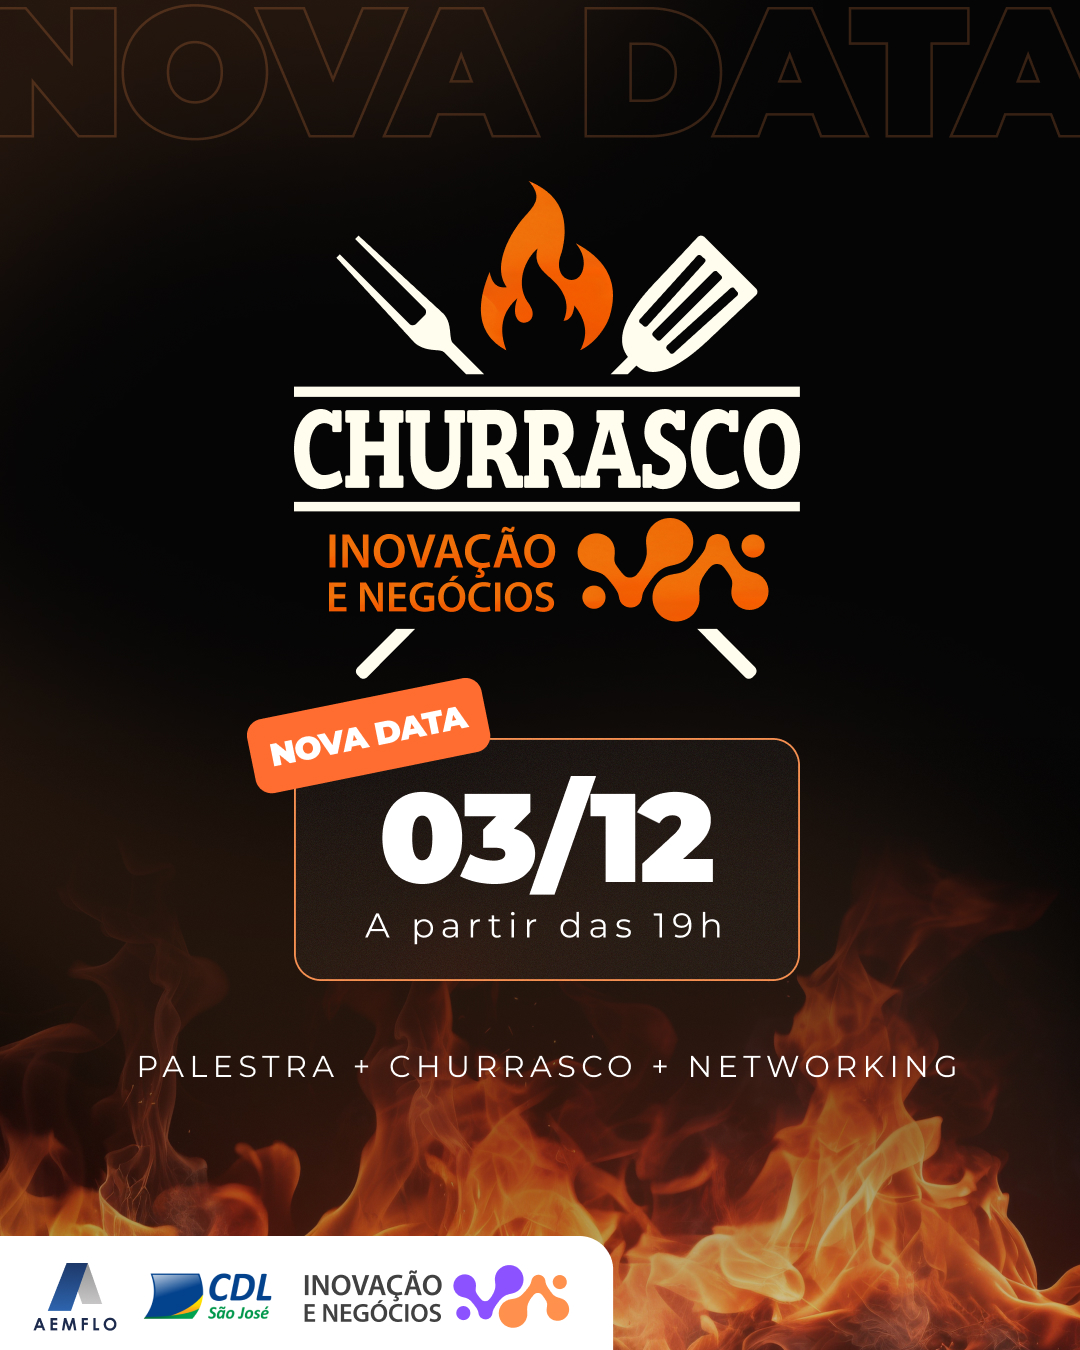 NOVA DATA
CHURRASCO
INOVAÇÃO
E NEGÓCIOS
NOVA DATA
03/12
A partir das 19h
PALESTRA + CHURRASCO + NETWORKING
AEMFLO
CDL
São José
INOVAÇÃO
E NEGÓCIOS